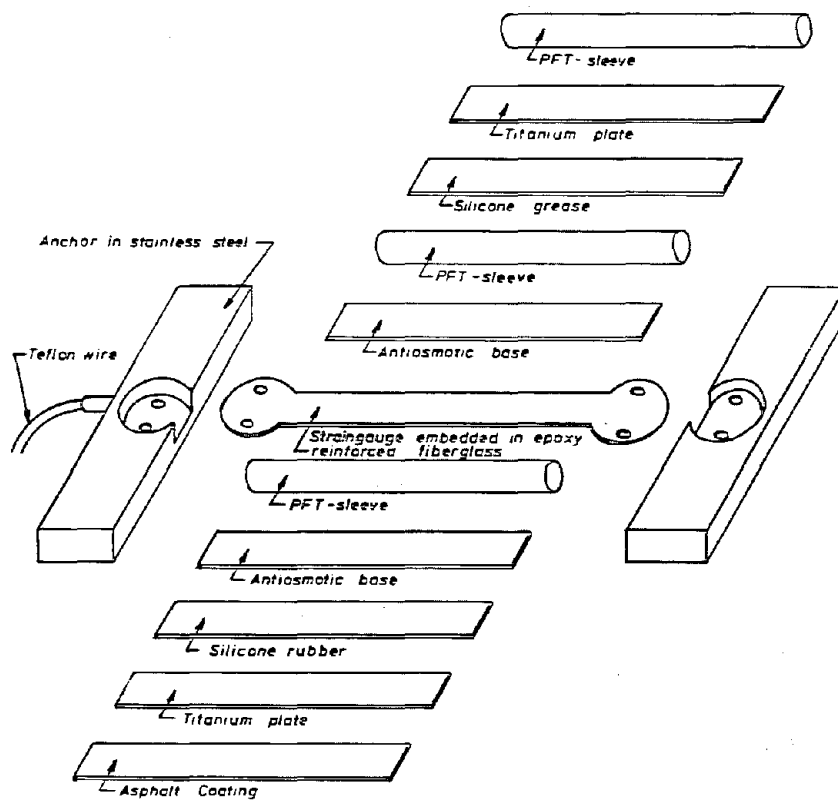 PFT-sleeve
Titanium plate
Silicone grease
Anchor in stainless steel
PFT-sleeve
Teflon wire
Antiosmotic base
Straingauge embedded in epoxy
reinforced fiberglass
PFT-sleeve
Antiosmotic base
Silicone rubber
Titanium plate
Asphalt Coating